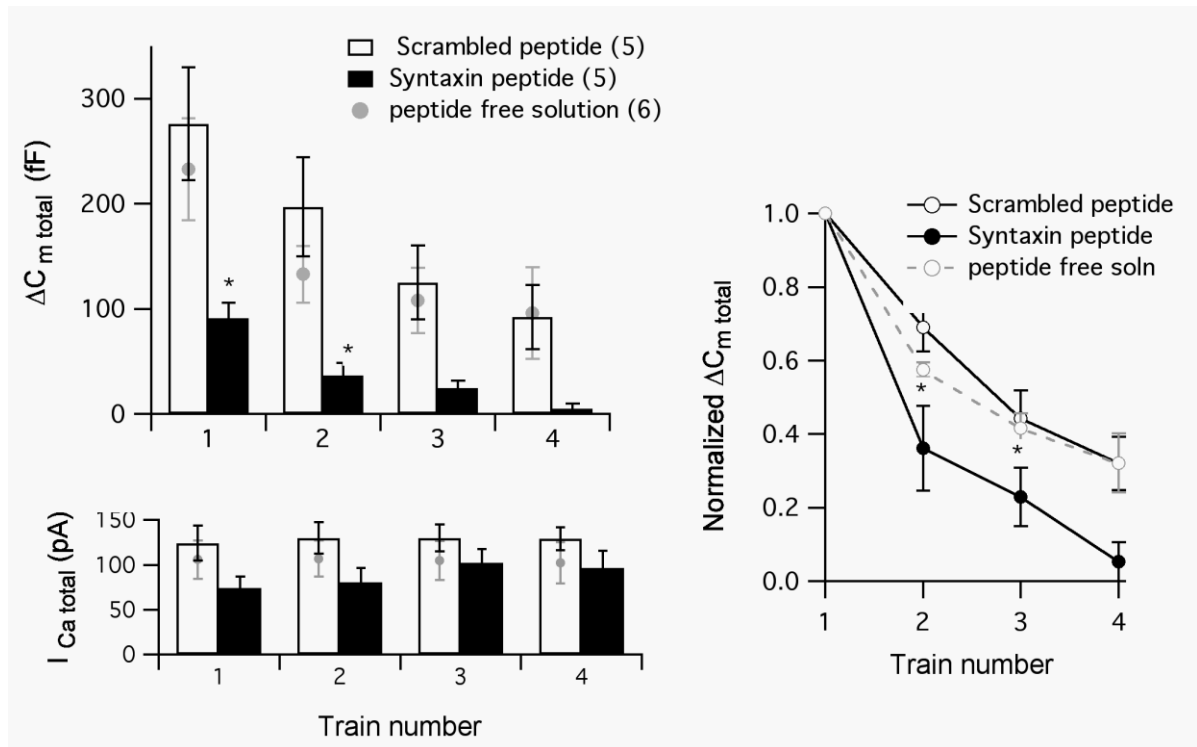 Scrambled peptide (5)
Syntaxin peptide (5)
peptide free solution (6)
ΔCm total (fF)
300
200
100
0
*
*
1 2 3 4
I Ca total (pA)
150
100
50
0
1 2 3 4
Train number
Scrambled peptide
Syntaxin peptide
peptide free soln
Normalized ΔCm total
1.0
0.8
0.6
0.4
0.2
0.0
*
*
1 2 3 4
Train number